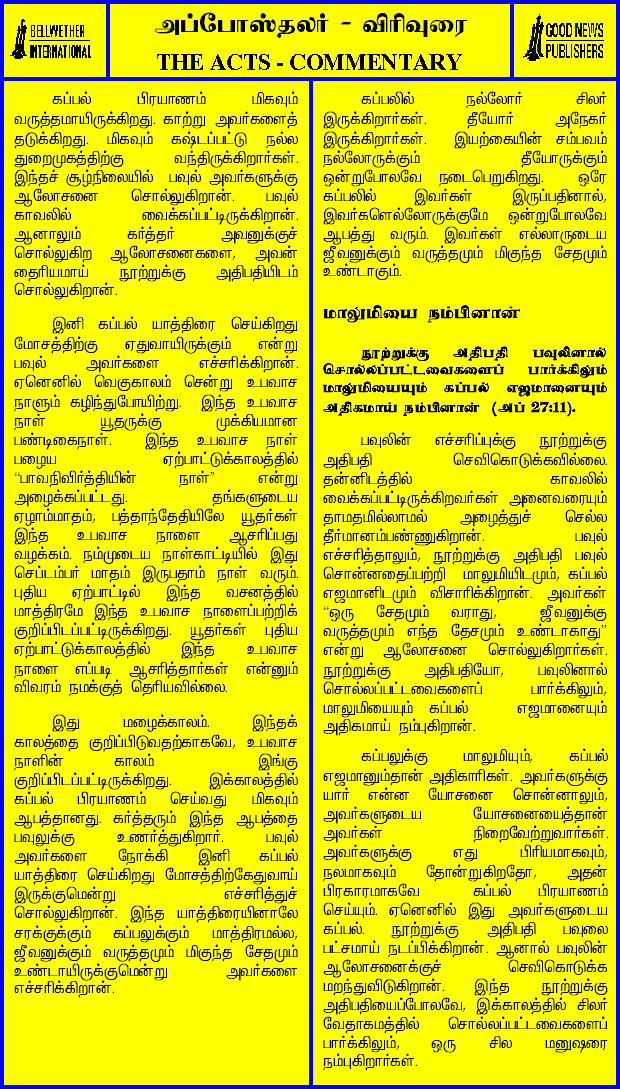 BELLWETHER
INTERNATIONAL
அப்போஸ்தலர் - விரிவுரை
THE ACTS - COMMENTARY
GOOD NEWS
PUBLISHERS
கப்பல் பிரயாணம் மிகவும்
வருத்தமாயிருக்கிறது. காற்று அவர்களைத்
தடுக்கிறது. மிகவும் கஷ்டப்பட்டு நல்ல
துறைமுகத்திற்கு வந்திருக்கிறார்கள்.
இந்தச் சூழ்நிலையில் பவுல் அவர்களுக்கு
ஆலோசனை சொல்லுகிறான். பவுல்
காவலில் வைக்கப்பட்டிருக்கிறான்.
ஆனாலும் கர்த்தர் அவனுக்குச்
சொல்லுகிற ஆலோசனைகளை, அவன்
தைரியமாய் நூற்றுக்கு அதிபதியிடம்
சொல்லுகிறான்.
இனி கப்பல் யாத்திரை செய்கிறது
மோசத்திற்கு ஏதுவாயிருக்கும் என்று
பவுல் அவர்களை எச்சரிக்கிறான்.
ஏனெனில் வெகுகாலம் சென்று உபவாச
நாளும் கழிந்துபோயிற்று. இந்த உபவாச
நாள் யூதருக்கு முக்கியமான
பண்டிகைநாள். இந்த உபவாச நாள்
பழைய ஏற்பாட்டுக்காலத்தில்
“பாவநிவிர்த்தியின் நாள்” என்று
அழைக்கப்பட்டது. தங்களுடைய
ஏழாம்மாதம், பத்தாந்தேதியிலே யூதர்கள்
இந்த உபவாச நாளை ஆசரிப்பது
வழக்கம். நம்முடைய நாள்காட்டியில் இது
செப்டம்பர் மாதம் இருபதாம் நாள் வரும்.
புதிய ஏற்பாட்டில் இந்த வசனத்தில்
மாத்திரமே இந்த உபவாச நாளைப்பற்றிக்
குறிப்பிடப்பட்டிருக்கிறது. யூதர்கள் புதிய
ஏற்பாட்டுக்காலத்தில் இந்த உபவாச
நாளை எப்படி ஆசரித்தார்கள் என்னும்
விவரம் நமக்குத் தெரியவில்லை.
இது மழைக்காலம். இந்தக்
காலத்தை குறிப்பிடுவதற்காகவே, உபவாச
நாளின் காலம் இங்கு
குறிப்பிடப்பட்டிருக்கிறது. இக்காலத்தில்
கப்பல் பிரயாணம் செய்வது மிகவும்
ஆபத்தானது. கர்த்தரும் இந்த ஆபத்தை
பவுலுக்கு உணர்த்துகிறார். பவுல்
அவர்களை நோக்கி இனி கப்பல்
யாத்திரை செய்கிறது மோசத்திற்கேதுவாய்
இருக்குமென்று எச்சரித்துச்
சொல்லுகிறான். இந்த யாத்திரையினாலே
சரக்குக்கும் கப்பலுக்கும் மாத்திரமல்ல,
ஜீவனுக்கும் வருத்தமும் மிகுந்த சேதமும்
உண்டாயிருக்குமென்று அவர்களை
எச்சரிக்கிறான்.
கப்பலில் நல்லோர் சிலர்
இருக்கிறார்கள். தீயோர் அநேகர்
இருக்கிறார்கள். இயற்கையின் சம்பவம்
நல்லோருக்கும் தீயோருக்கும்
ஒன்றுபோலவே நடைபெறுகிறது. ஒரே
கப்பலில் இவர்கள் இருப்பதினால்,
இவர்களெல்லோருக்குமே ஒன்றுபோலவே
ஆபத்து வரும். இவர்கள் எல்லாருடைய
ஜீவனுக்கும் வருத்தமும் மிகுந்த சேதமும்
உண்டாகும்.
மாலுமியை நம்பினான்
நூற்றுக்கு அதிபதி பவுலினால்
சொல்லப்பட்டவைகளைப் பார்க்கிலும்
மாலுமியையும் கப்பல் எஜமானையும்
அதிகமாய் நம்பினான் (அப் 27:11).
பவுலின் எச்சரிப்புக்கு நூற்றுக்கு
அதிபதி செவிகொடுக்கவில்லை.
தன்னிடத்தில் காவலில்
வைக்கப்பட்டிருக்கிறவர்கள் அனைவரையும்
தாமதமில்லாமல் அழைத்துச் செல்ல
தீர்மானம்பண்ணுகிறான். பவுல்
எச்சரித்தாலும், நூற்றுக்கு அதிபதி பவுல்
சொன்னதைப்பற்றி மாலுமியிடமும், கப்பல்
எஜமானிடமும் விசாரிக்கிறான். அவர்கள்
“ஒரு சேதமும் வராது, ஜீவனுக்கு
வருத்தமும் எந்த தேசமும் உண்டாகாது”
என்று ஆலோசனை சொல்லுகிறார்கள்.
நூற்றுக்கு அதிபதியோ, பவுலினால்
சொல்லப்பட்டவைகளைப் பார்க்கிலும்,
மாலுமியையும் கப்பல் எஜமானையும்
அதிகமாய் நம்புகிறான்.
கப்பலுக்கு மாலுமியும், கப்பல்
எஜமானும்தான் அதிகாரிகள். அவர்களுக்கு
யார் என்ன யோசனை சொன்னாலும்,
அவர்களுடைய யோசனையைத்தான்
அவர்கள் நிறைவேற்றுவார்கள்.
அவர்களுக்கு எது பிரியமாகவும்,
நலமாகவும் தோன்றுகிறதோ, அதன்
பிரகாரமாகவே கப்பல் பிரயாணம்
செய்யும். ஏனெனில் இது அவர்களுடைய
கப்பல். நூற்றுக்கு அதிபதி பவுலை
பட்சமாய் நடப்பிக்கிறான். ஆனால் பவுலின்
ஆலோசனைக்குச் செவிகொடுக்க
மறந்துவிடுகிறான். இந்த நூற்றுக்கு
அதிபதியைப்போலவே, இக்காலத்தில் சிலர்
வேதாகமத்தில் சொல்லப்பட்டவைகளைப்
பார்க்கிலும், ஒரு சில மனுஷரை
நம்புகிறார்கள்.